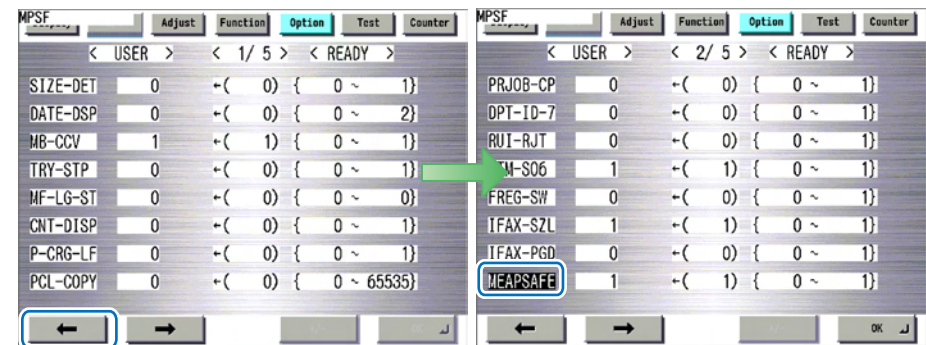 MPSF Adjust Function Option Test Counter
< USER > < 1/ 5 > < READY >
SIZE-DET 0 ←( 0) { 0 ~ 1}
DATE-DSP 0 ←( 0) { 0 ~ 2}
MB-CCV 1 ←( 1) { 0 ~ 1}
TRY-STP 0 ←( 0) { 0 ~ 1}
MF-LG-ST 0 ←( 0) { 0 ~ 0}
CNT-DISP 0 ←( 0) { 0 ~ 1}
P-CRG-LF 0 ←( 0) { 0 ~ 1}
PCL-COPY 0 ←( 0) { 0 ~ 65535}
← → +/- OK
MPSF Adjust Function Option Test Counter
< USER > < 2/ 5 > < READY >
PRJOB-CP 0 ←( 0) { 0 ~ 1}
DPT-ID-7 0 ←( 0) { 0 ~ 1}
RUI-RJT 0 ←( 0) { 0 ~ 1}
M-SO6 1 ←( 1) { 0 ~ 1}
FREG-SW 0 ←( 0) { 0 ~ 1}
IFAX-SZL 1 ←( 1) { 0 ~ 1}
IFAX-PGD 0 ←( 0) { 0 ~ 1}
MEAPSAFE 1 ←( 1) { 0 ~ 1}
← → +/- OK